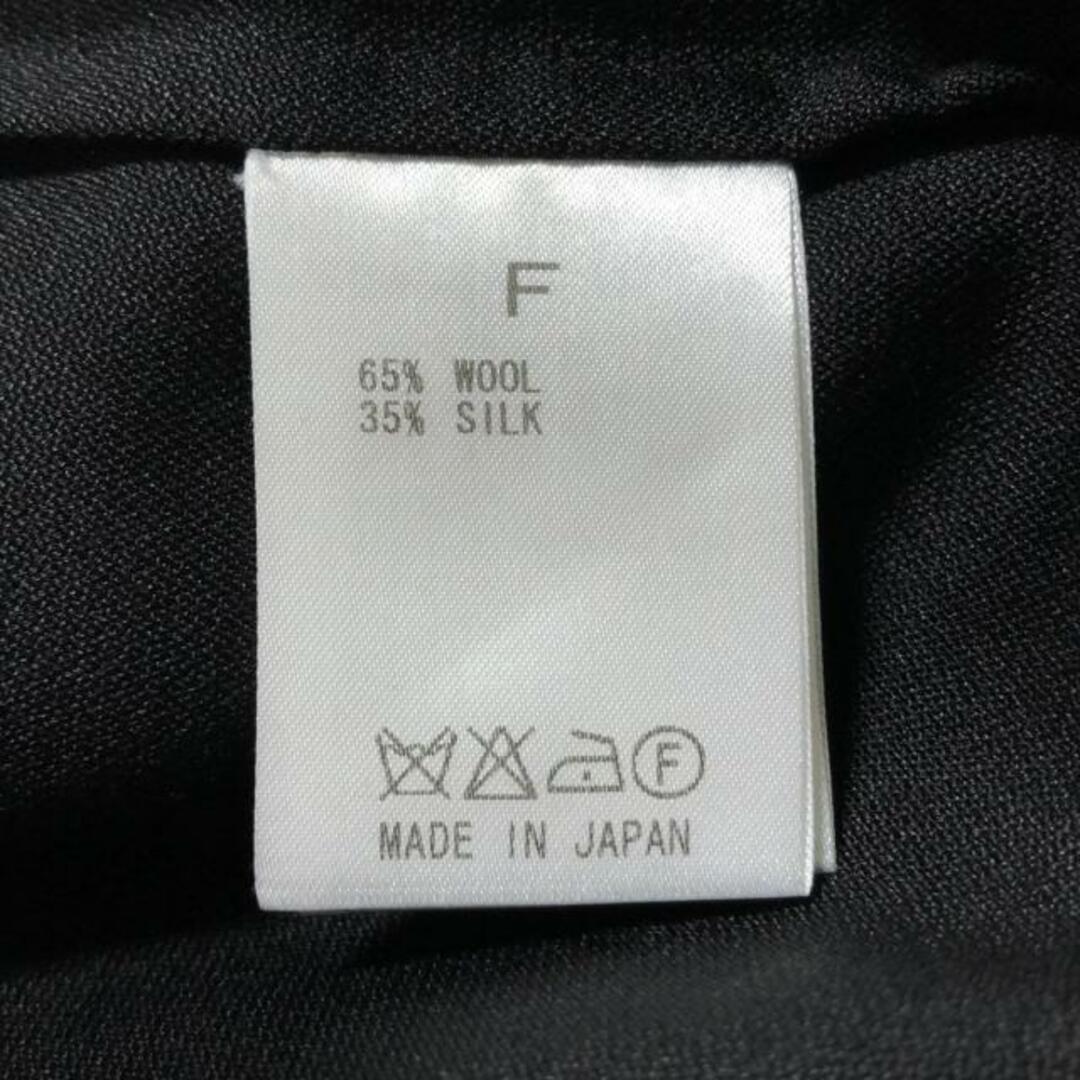 F
65% WOOL
35% SILK
F
MADE IN JAPAN